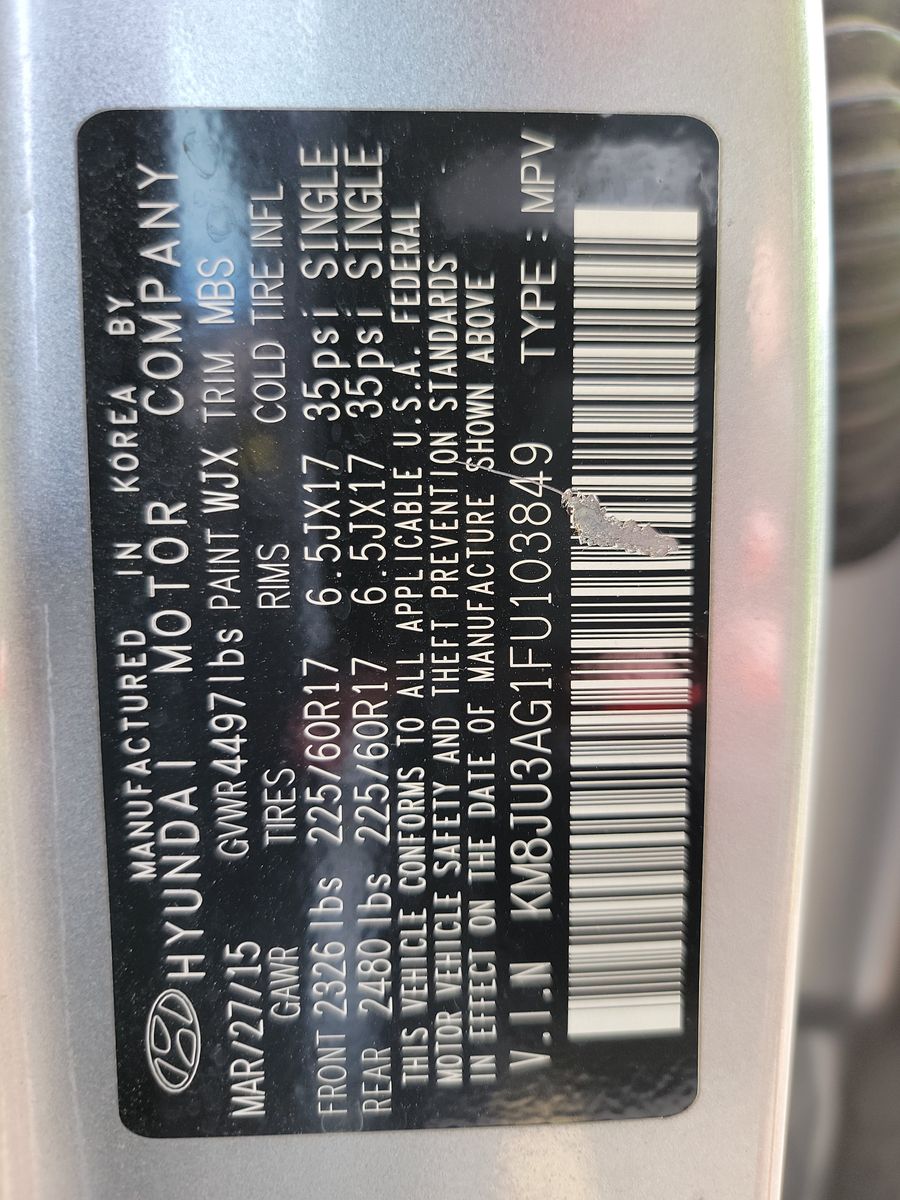 MANUFACTURED IN KOREA BY
HYUNDAI MOTOR COMPANY
MAR/27/15 GVWR4497lbs PAINT WJX TRIM MBS
GAWR TIRES RIMS COLD TIRE INFL
FRONT 2326 lbs 225/60R17 6.5JX17 35psi SINGLE
REAR 2480 lbs 225/60R17 6.5JX17 35psi SINGLE
THIS VEHICLE CONFORMS TO ALL APPLICABLE U.S.A. FEDERAL
MOTOR VEHICLE SAFETY AND THEFT PREVENTION STANDARDS
IN EFFECT ON THE DATE OF MANUFACTURE SHOWN ABOVE
V.I.N KM8JU3AG1FU103849 TYPE : MPV